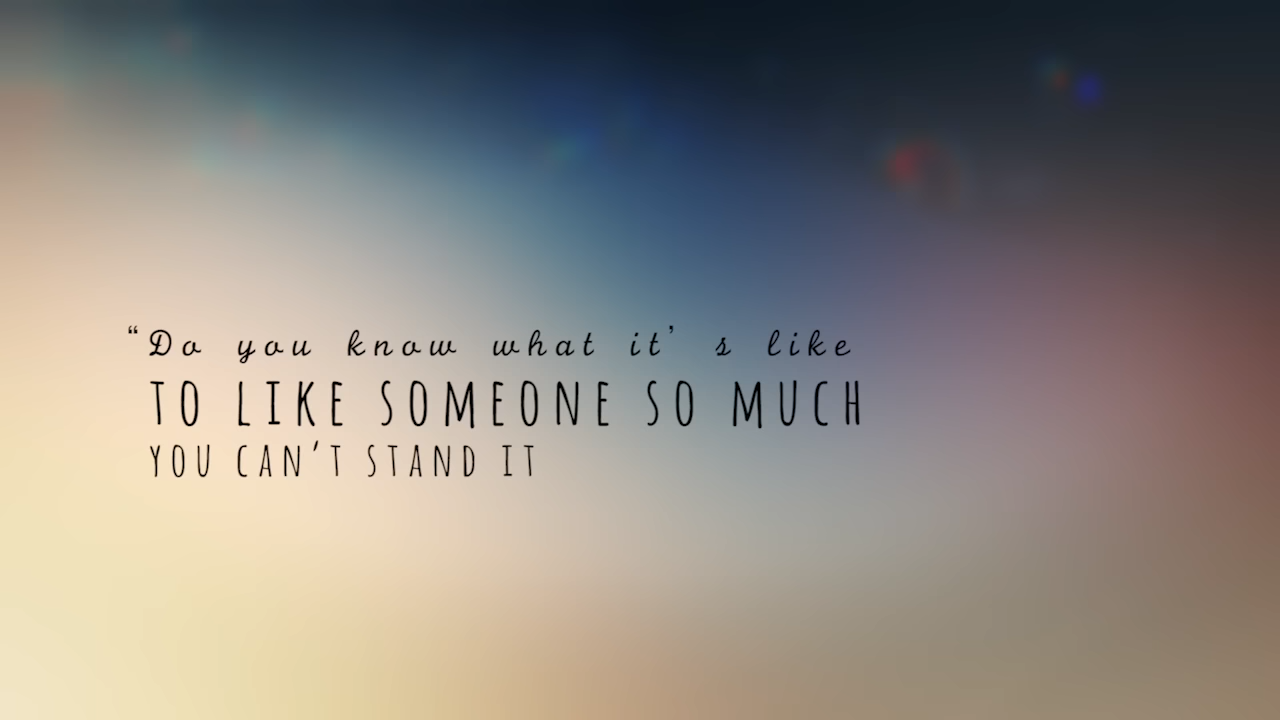 “Do you know what it’s like
TO LIKE SOMEONE SO MUCH
YOU CAN’T STAND IT